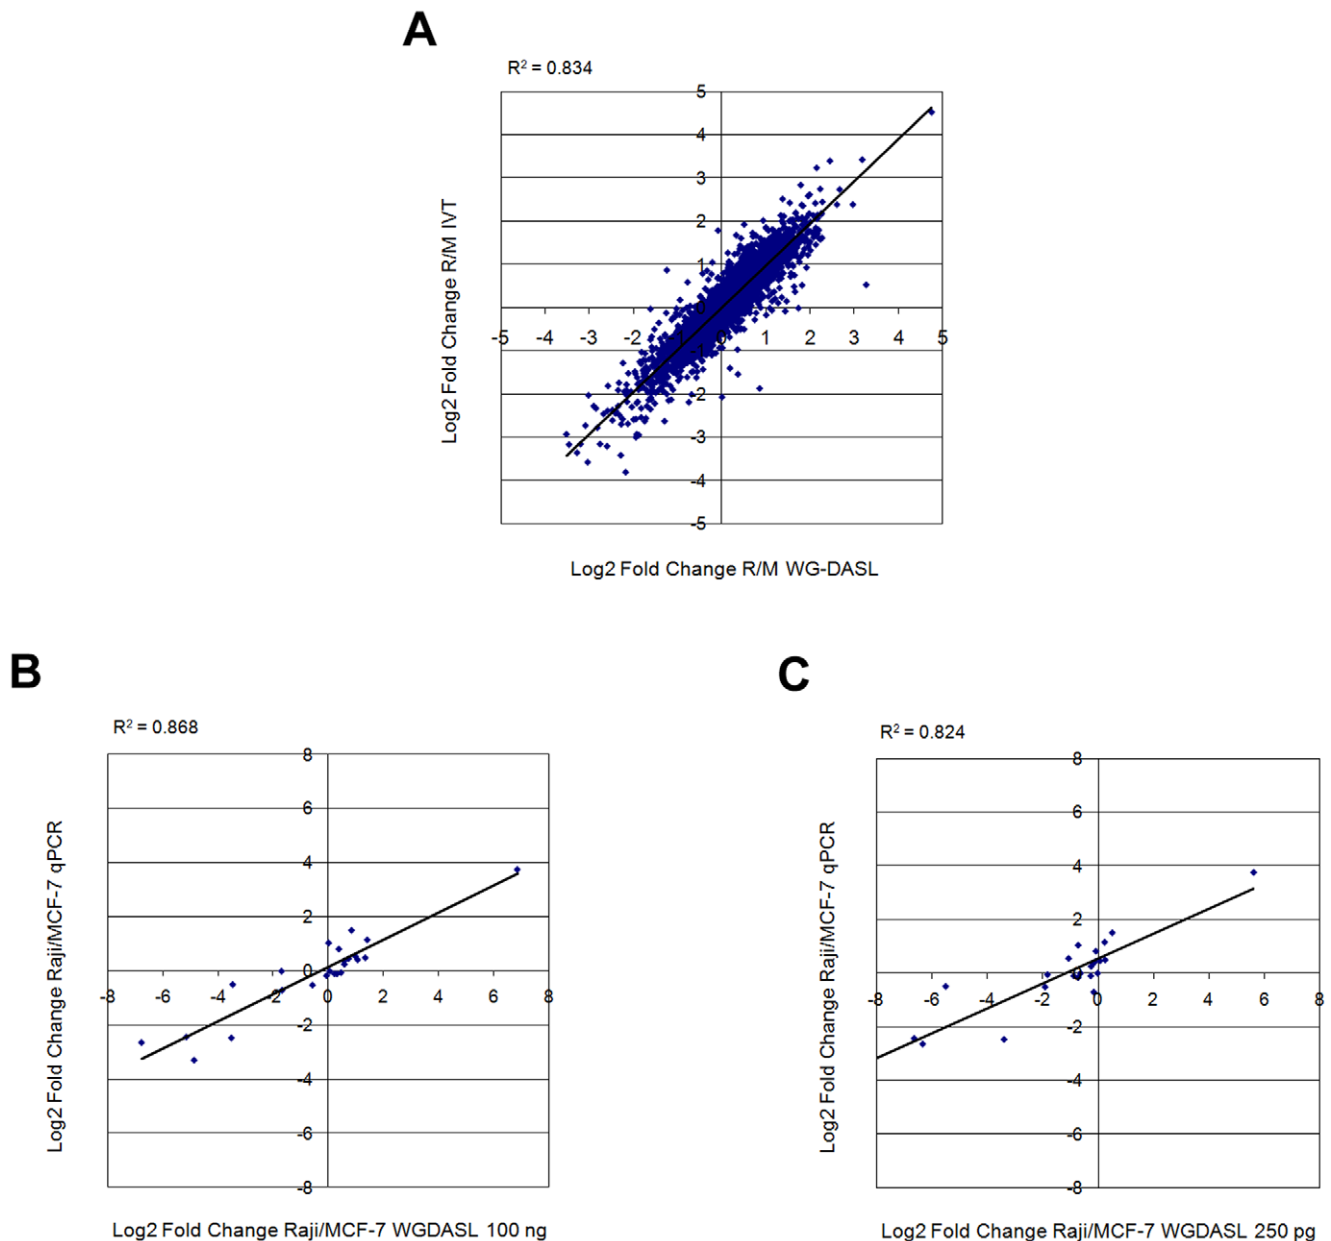 A
R² = 0.834
5
4
3
2
1
0
-5 -4 -3 -2 -1 0 1 2 3 4 5
-1
-2
-3
-4
-5
Log2 Fold Change R/M IVT
Log2 Fold Change R/M WG-DASL
B
R² = 0.868
8
6
4
2
0
-8 -6 -4 -2 0 2 4 6 8
-2
-4
-6
-8
Log2 Fold Change Raji/MCF-7 qPCR
Log2 Fold Change Raji/MCF-7 WGDASL 100 ng
C
R² = 0.824
8
6
4
2
0
-8 -6 -4 -2 0 2 4 6 8
-2
-4
-6
-8
Log2 Fold Change Raji/MCF-7 qPCR
Log2 Fold Change Raji/MCF-7 WGDASL 250 pg